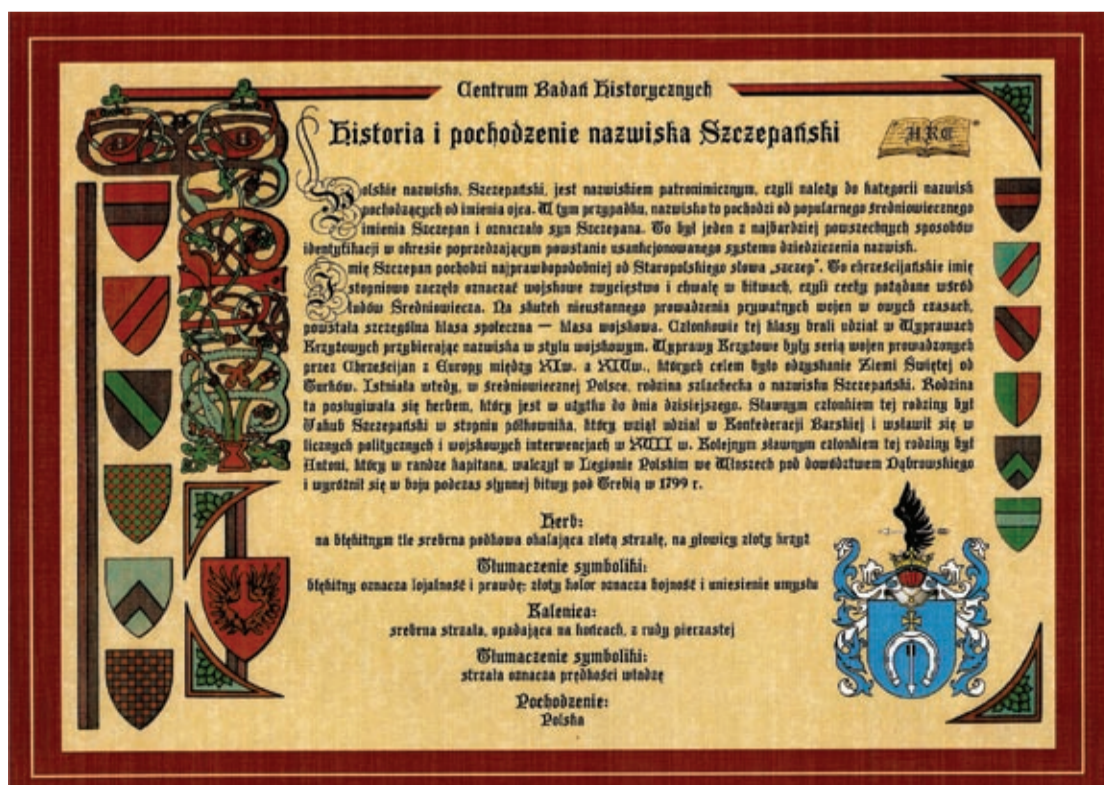 Centrum Badań Historycznych
Historia i pochodzenie nazwiska Szczepański
H.R.C.
Polskie nazwisko, Szczepański, jest nazwiskiem patronimicznym, czyli należy do kategorii nazwisk
pochodzących od imienia ojca. W tym przypadku, nazwisko to pochodzi od popularnego średniowiecznego
imienia Szczepan i oznaczało syn Szczepana. To był jeden z najbardziej powszechnych sposobów
identyfikacji w okresie poprzedzającym powstanie usankcjonowanego systemu dziedziczenia nazwisk.
Imię Szczepan pochodzi najprawdopodobniej od Staropolskiego słowa „szczep”. To chrześcijańskie imię
stopniowo zaczęło oznaczać wojskowe zwycięstwo i chwałę w bitwach, czyli cechy pożądane wśród
ludów Średniowiecza. Na skutek nieustannego prowadzenia prywatnych wojen w owych czasach,
powstała szczególna klasa społeczna — klasa wojskowa. Członkowie tej klasy brali udział w Wyprawach
Krzyżowych przybierając nazwiska w stylu wojskowym. Wyprawy Krzyżowe były serią wojen prowadzonych
przez Chrześcijan z Europy między XIw. a XIVw., których celem było odzyskanie Ziemi Świętej od
Turków. Istniała wtedy, w średniowiecznej Polsce, rodzina szlachecka o nazwisku Szczepański. Rodzina
ta posługiwała się herbem, który jest w użytku do dnia dzisiejszego. Sławnym członkiem tej rodziny był
Jakub Szczepański w stopniu półkownika, który wziął udział w Konfederacji Barskiej i wsławił się w
licznych politycznych i wojskowych interwencjach w XVIII w. Kolejnym sławnym członkiem tej rodziny był
Antoni, który w randze kapitana, walczył w Legionie Polskim we Włoszech pod dowództwem Dąbrowskiego
i wyróżnił się w boju podczas słynnej bitwy pod Trebią w 1799 r.
Herb:
na błękitnym tle srebrna podkowa okalająca złotą strzałę, na głowicy złoty krzyż
Tłumaczenie symboliki:
błękitny oznacza lojalność i prawdę; złoty kolor oznacza hojność i uniesienie umysłu
Kalenica:
srebrna strzała, opadająca na końcach, z rudy pierzastej
Tłumaczenie symboliki:
strzała oznacza prędkości władzę
Pochodzenie:
Polska